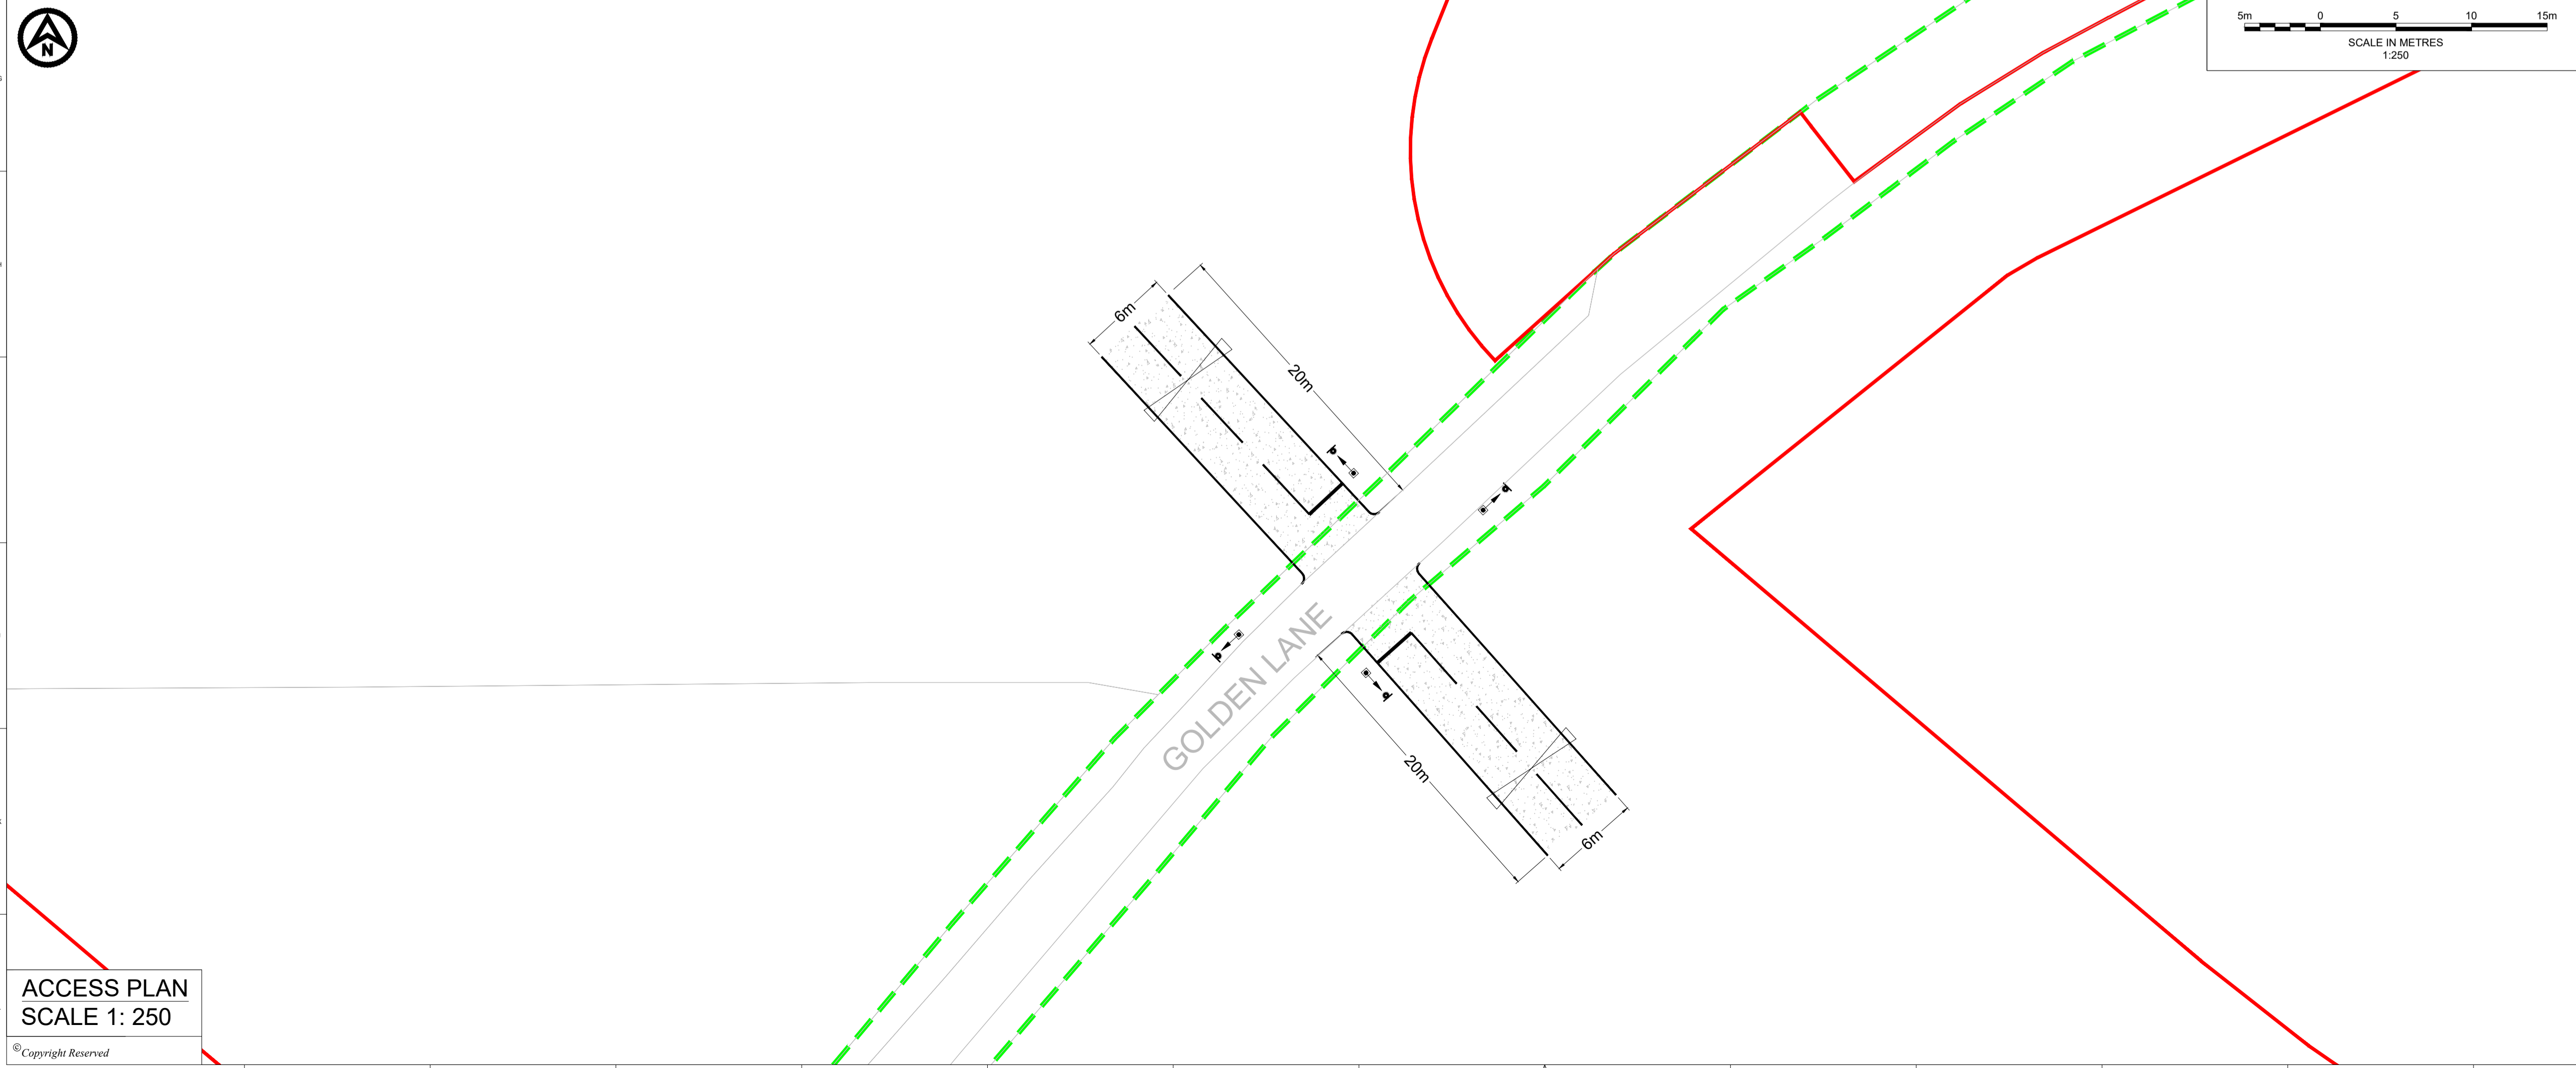 N
5m 0 5 10 15m
SCALE IN METRES
1:250
6m
20m
GOLDEN LANE
20m
6m
ACCESS PLAN
SCALE 1: 250
©Copyright Reserved